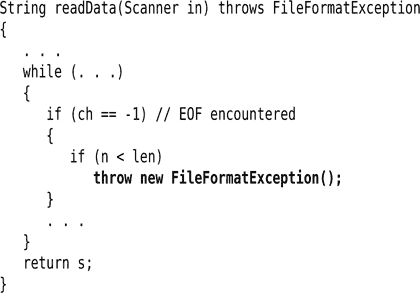 String readData(Scanner in) throws FileFormatException
{
   . . .
   while (. . .)
   {
      if (ch == -1) // EOF encountered
      {
         if (n < len)
            throw new FileFormatException();
      }
      . . .
   }
   return s;
}